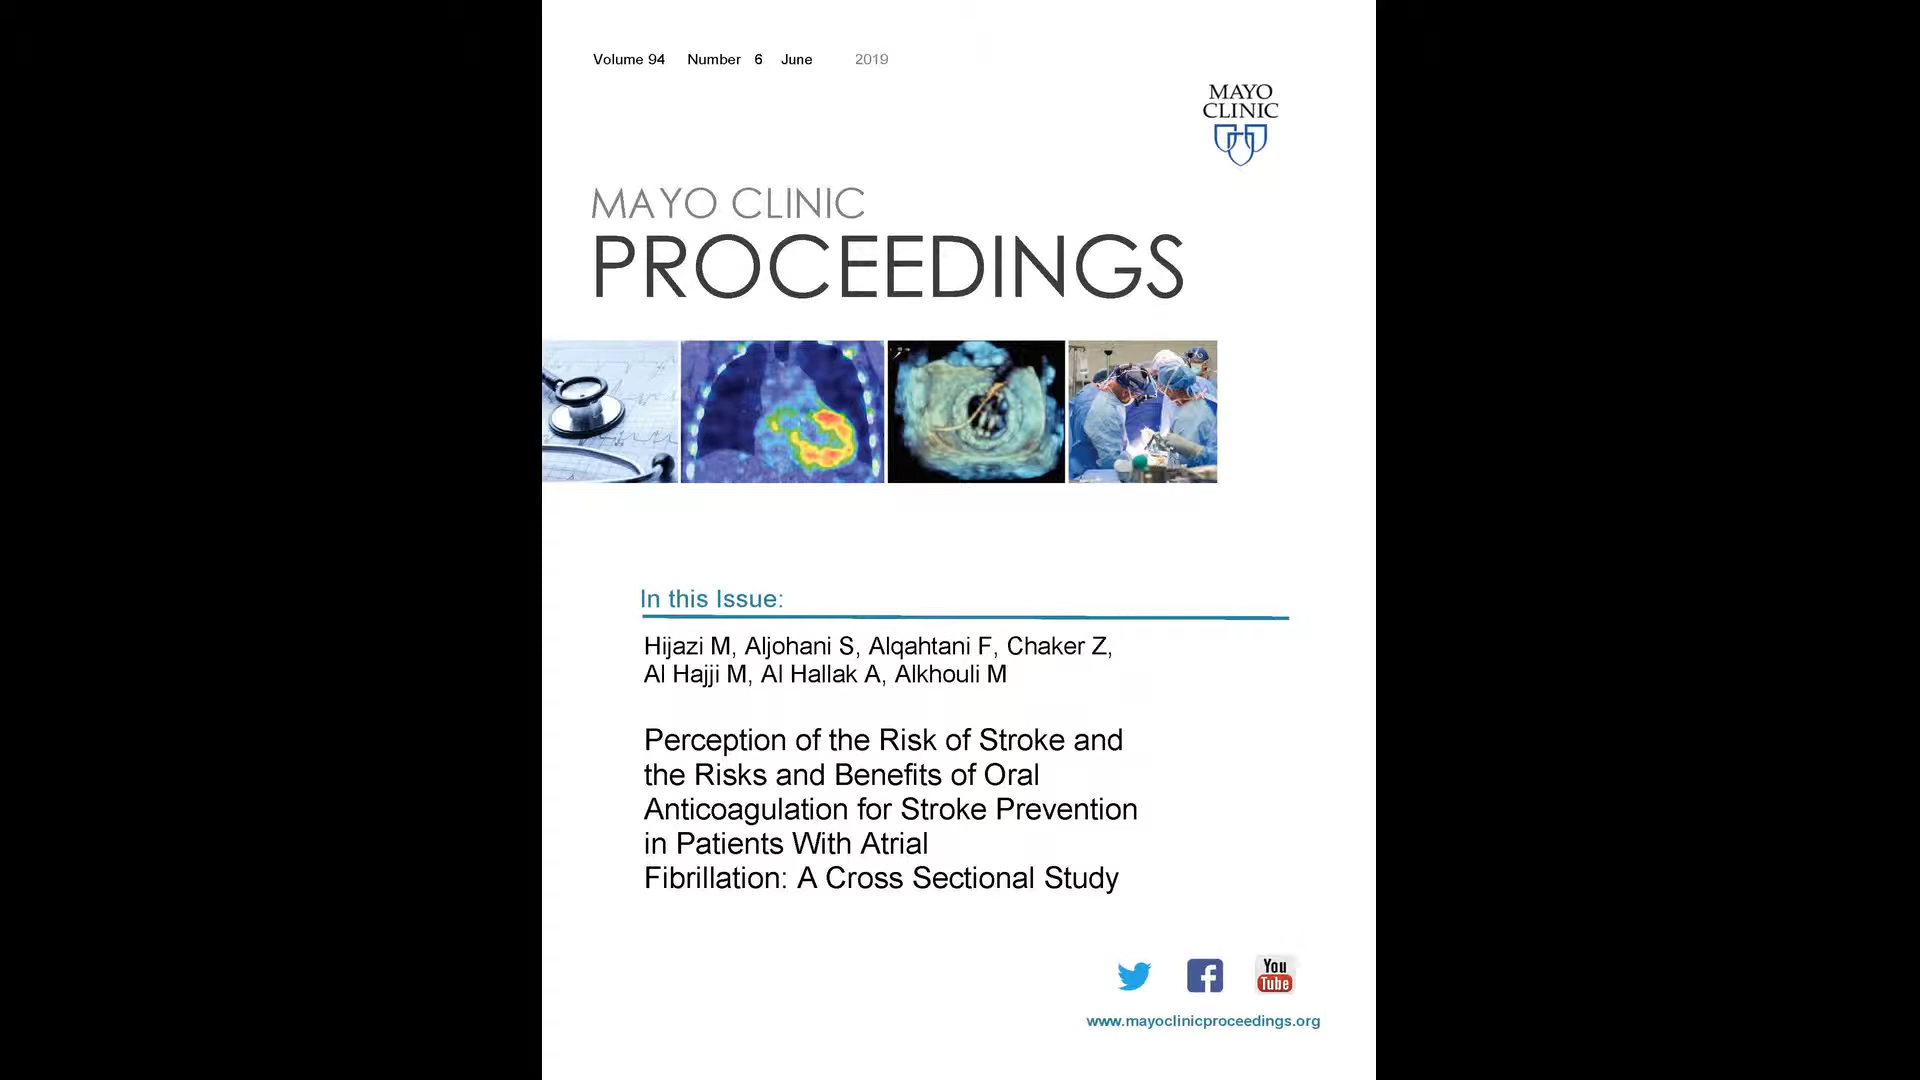 Volume 94 Number 6 June 2019
MAYO
CLINIC
MAYO CLINIC
PROCEEDINGS
In this Issue:
Hijazi M, Aljohani S, Alqahtani F, Chaker Z,
Al Hajji M, Al Hallak A, Alkhouli M
Perception of the Risk of Stroke and
the Risks and Benefits of Oral
Anticoagulation for Stroke Prevention
in Patients With Atrial
Fibrillation: A Cross Sectional Study
You
Tube
www.mayoclinicproceedings.org